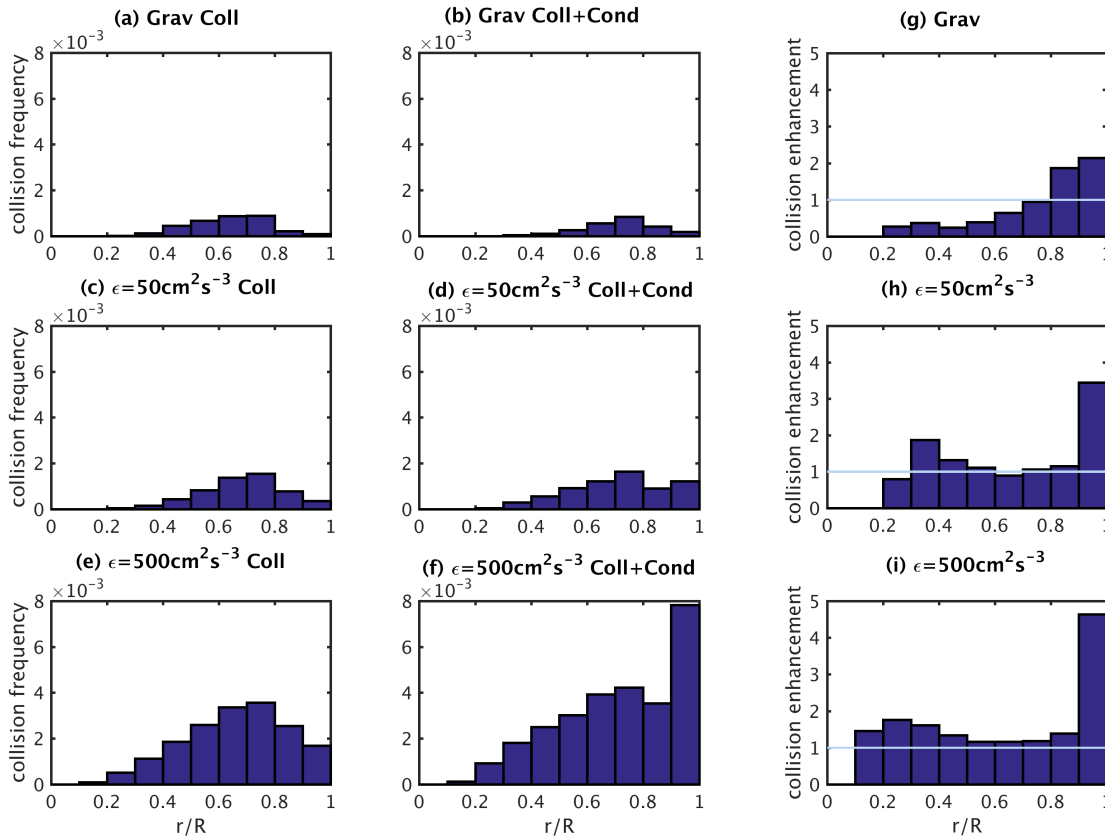 (a) Grav Coll
×10⁻³
collision frequency
8
6
4
2
0
0 0.2 0.4 0.6 0.8 1
(b) Grav Coll+Cond
×10⁻³
8
6
4
2
0
0 0.2 0.4 0.6 0.8 1
(g) Grav
collision enhancement
5
4
3
2
1
0
0 0.2 0.4 0.6 0.8 1
(c) ϵ=50cm²s⁻³ Coll
×10⁻³
collision frequency
8
6
4
2
0
0 0.2 0.4 0.6 0.8 1
(d) ϵ=50cm²s⁻³ Coll+Cond
×10⁻³
8
6
4
2
0
0 0.2 0.4 0.6 0.8 1
(h) ϵ=50cm²s⁻³
collision enhancement
5
4
3
2
1
0
0 0.2 0.4 0.6 0.8 1
(e) ϵ=500cm²s⁻³ Coll
×10⁻³
collision frequency
8
6
4
2
0
0 0.2 0.4 0.6 0.8 1
r/R
(f) ϵ=500cm²s⁻³ Coll+Cond
×10⁻³
8
6
4
2
0
0 0.2 0.4 0.6 0.8 1
r/R
(i) ϵ=500cm²s⁻³
collision enhancement
5
4
3
2
1
0
0 0.2 0.4 0.6 0.8 1
r/R